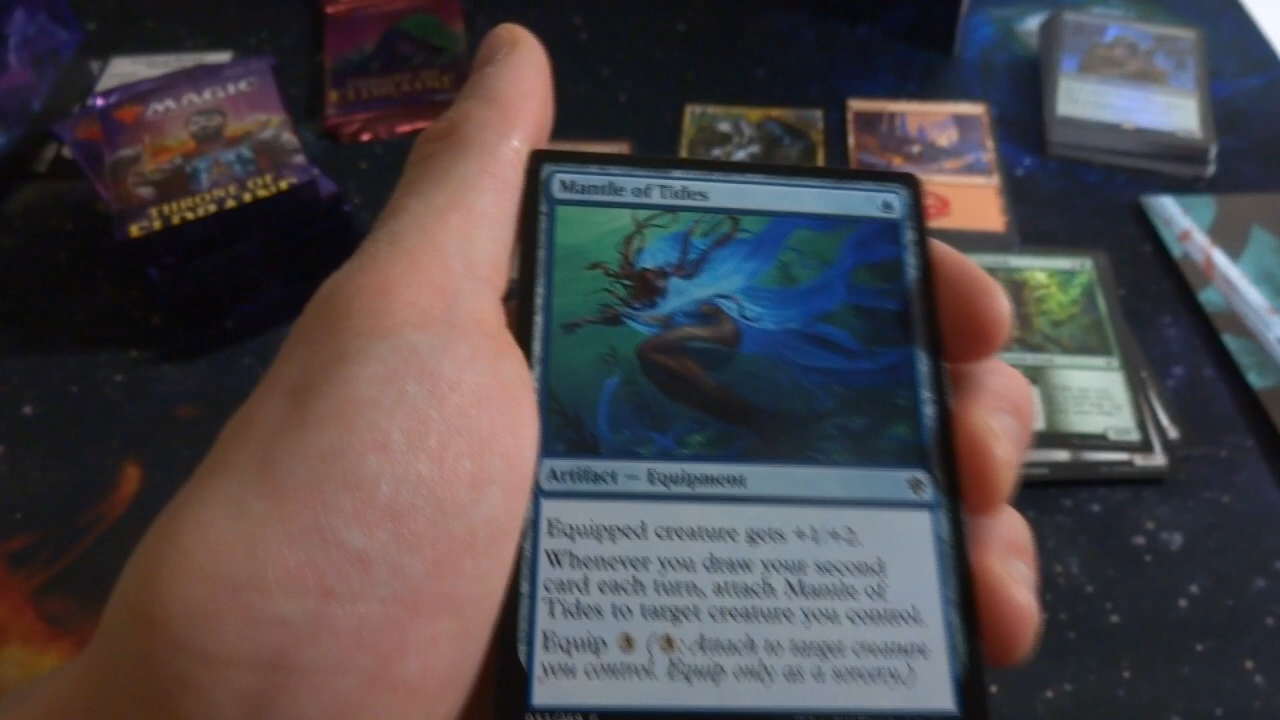 MAGIC
THRONE OF
ELDRAINE
Mantle of Tides
Artifact — Equipment
Equipped creature gets +1/+2.
Whenever you draw your second
card each turn, attach Mantle of
Tides to target creature you control.
Equip 3 (3: Attach to target creature
you control. Equip only as a sorcery.)